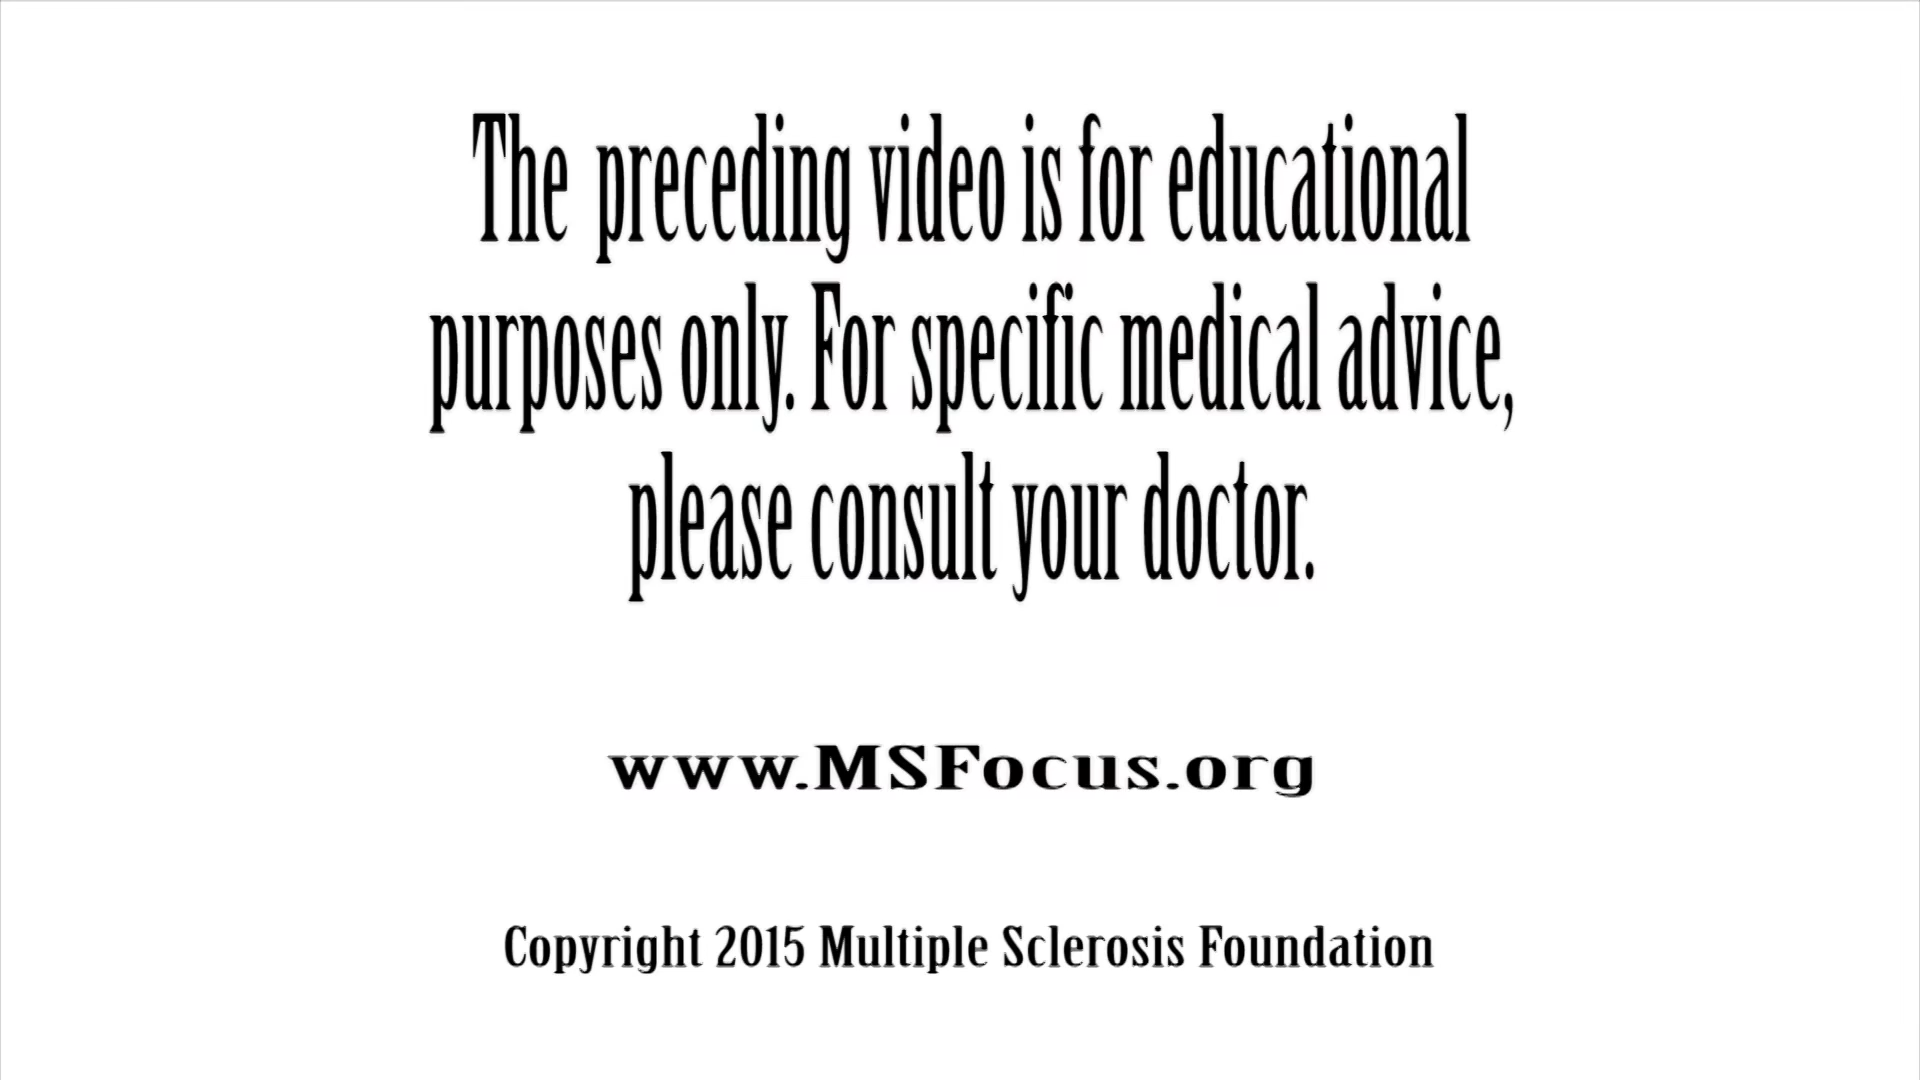 The preceding video is for educational
purposes only. For specific medical advice,
please consult your doctor.
www.MSFocus.org
Copyright 2015 Multiple Sclerosis Foundation